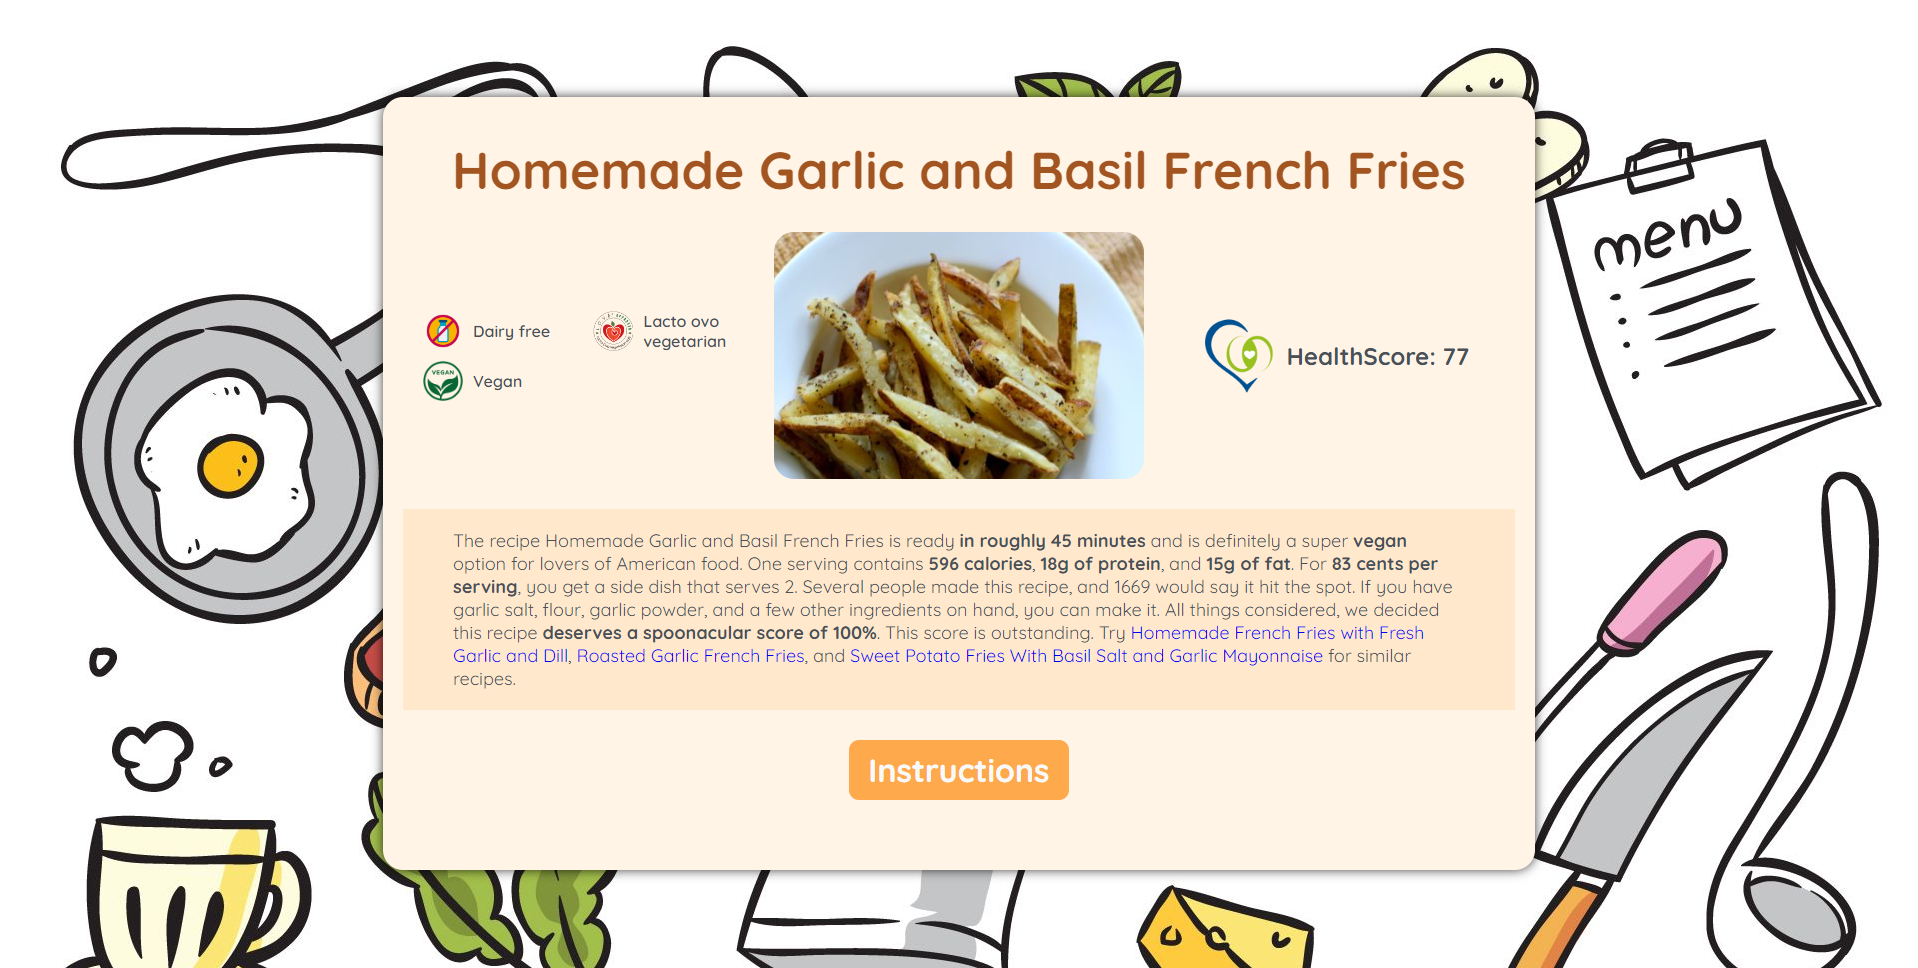 Homemade Garlic and Basil French Fries
menu
Dairy free
Lacto ovo
vegetarian
VEGAN
Vegan
HealthScore: 77
The recipe Homemade Garlic and Basil French Fries is ready in roughly 45 minutes and is definitely a super vegan
option for lovers of American food. One serving contains 596 calories, 18g of protein, and 15g of fat. For 83 cents per
serving, you get a side dish that serves 2. Several people made this recipe, and 1669 would say it hit the spot. If you have
garlic salt, flour, garlic powder, and a few other ingredients on hand, you can make it. All things considered, we decided
this recipe deserves a spoonacular score of 100%. This score is outstanding. Try Homemade French Fries with Fresh
Garlic and Dill, Roasted Garlic French Fries, and Sweet Potato Fries With Basil Salt and Garlic Mayonnaise for similar
recipes.
Instructions